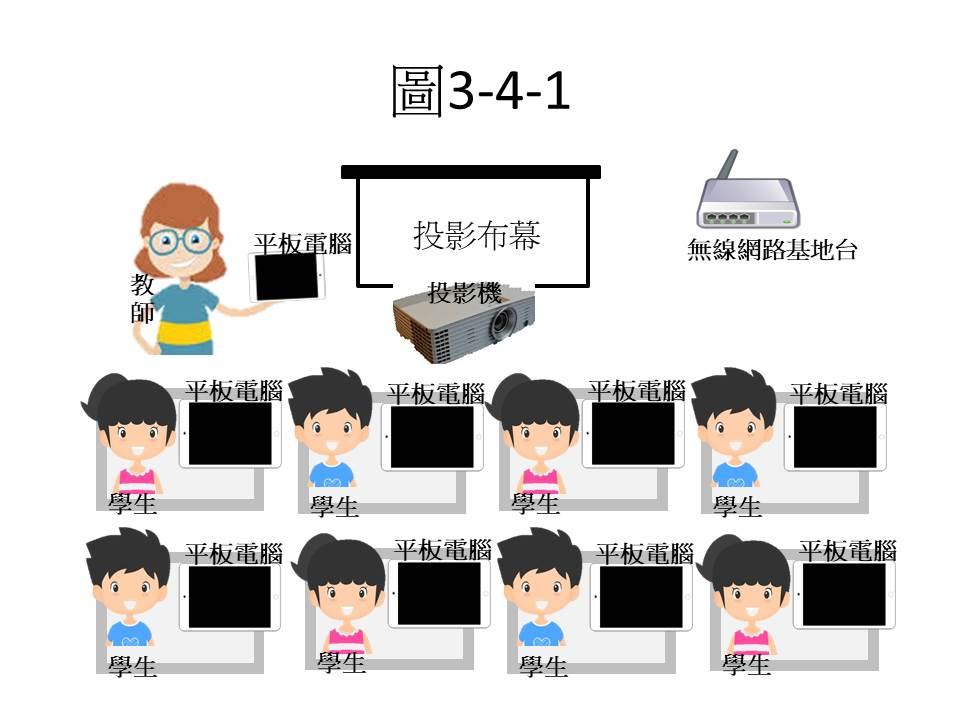 圖3-4-1
投影布幕
平板電腦
無線網路基地台
教
師
投影機
平板電腦
平板電腦
平板電腦
平板電腦
學生
學生
學生
學生
平板電腦
平板電腦
平板電腦
平板電腦
學生
學生
學生
學生